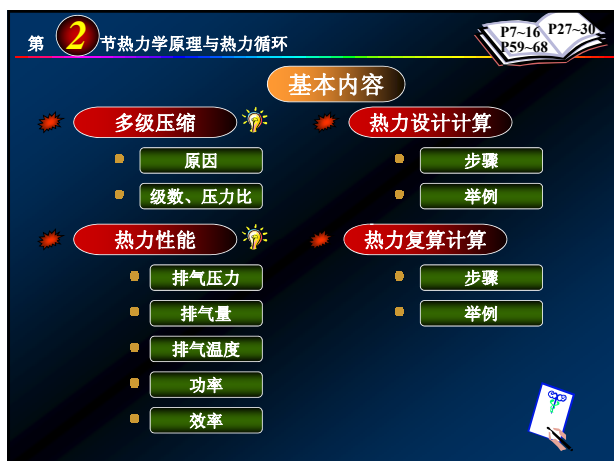 第2节热力学原理与热力循环
P7~16 P27~30
P59~68
基本内容
多级压缩
原因
级数、压力比
热力性能
排气压力
排气量
排气温度
功率
效率
热力设计计算
步骤
举例
热力复算计算
步骤
举例